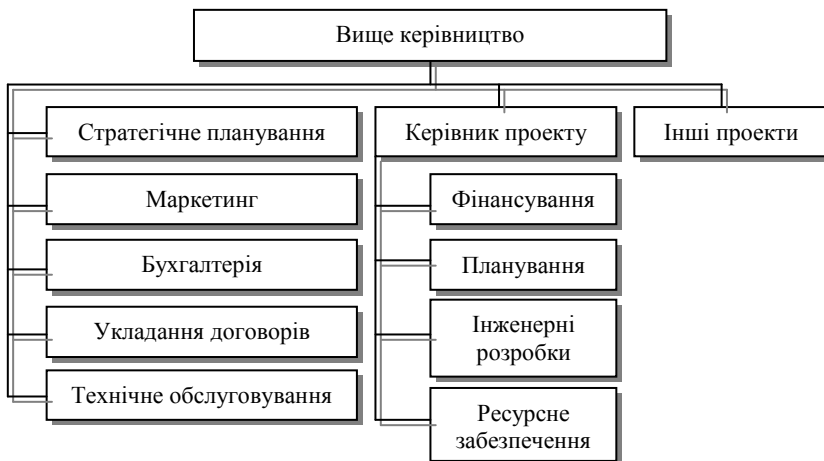 Вище керівництво
Стратегічне планування
Керівник проекту
Інші проекти
Маркетинг
Фінансування
Бухгалтерія
Планування
Укладання договорів
Інженерні
розробки
Технічне обслуговування
Ресурсне
забезпечення